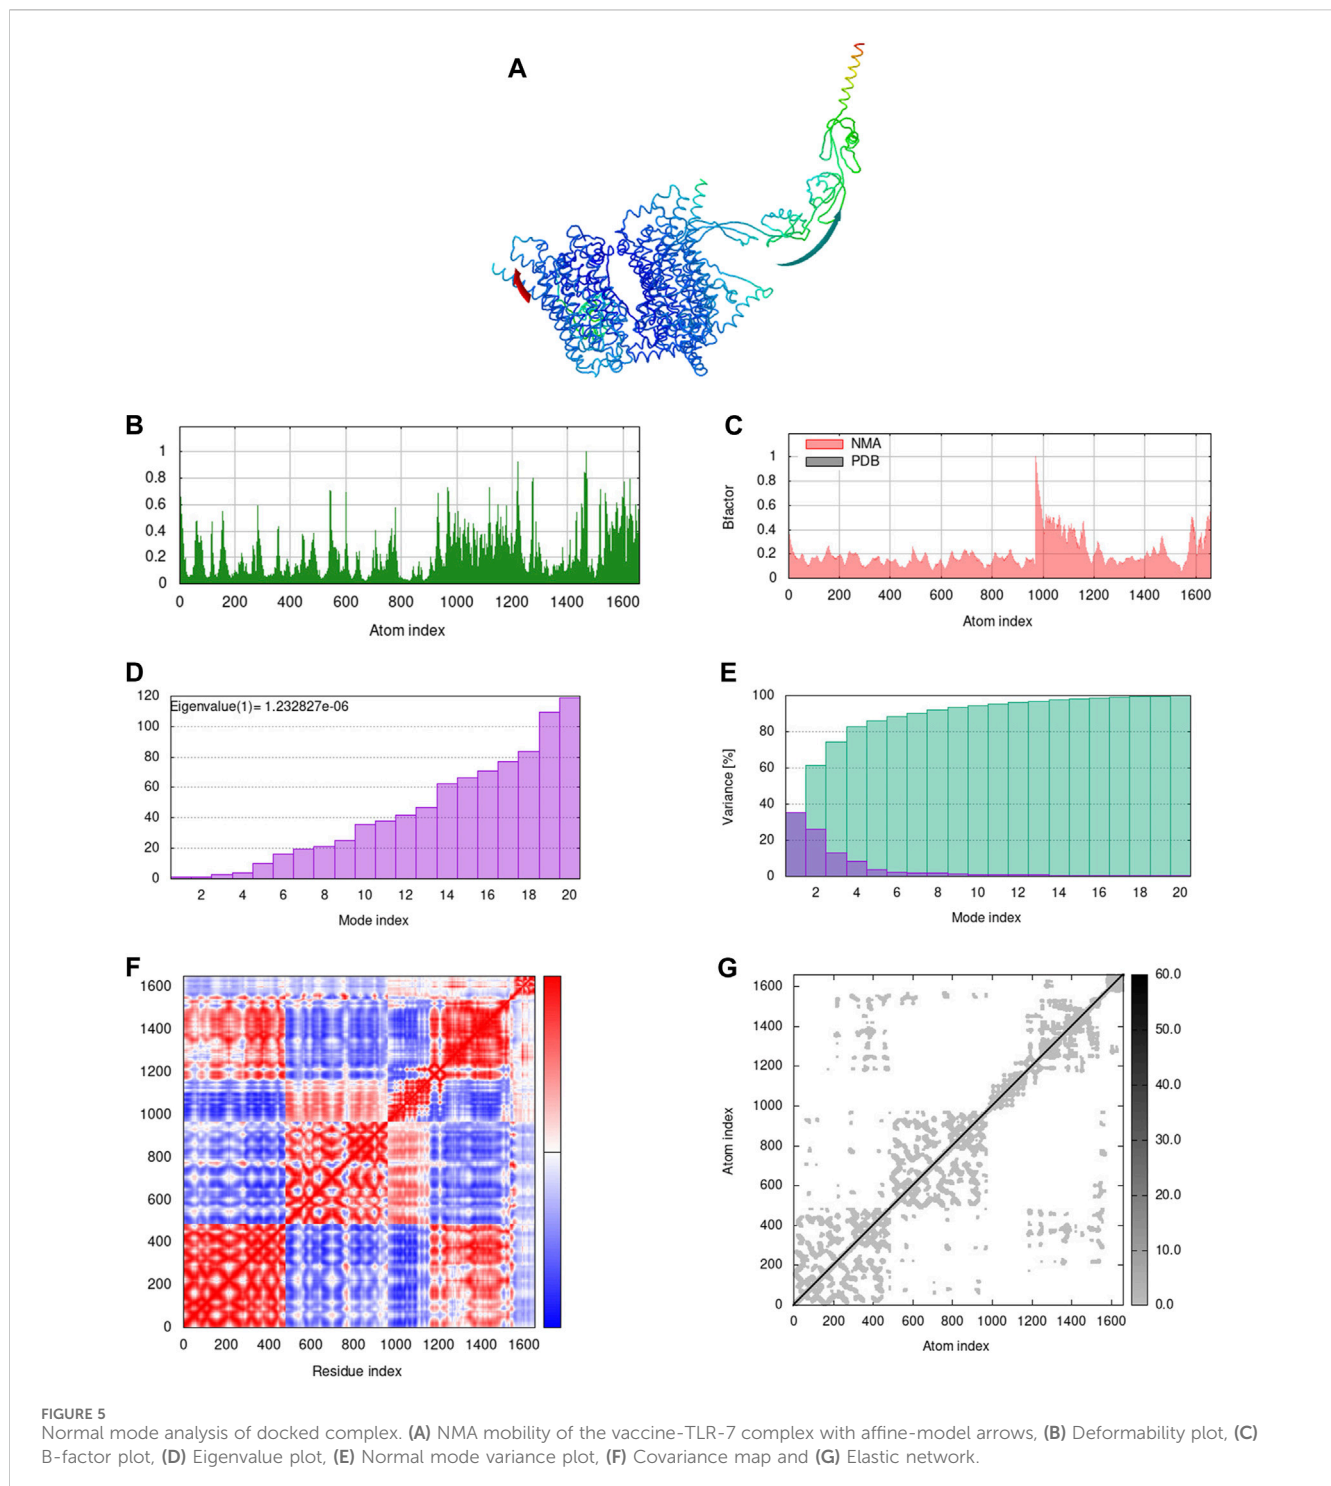 A
B
1
0.8
0.6
0.4
0.2
0
0 200 400 600 800 1000 1200 1400 1600
Atom index
C
NMA
PDB
Bfactor
1
0.8
0.6
0.4
0.2
0
0 200 400 600 800 1000 1200 1400 1600
Atom index
D
Eigenvalue(1)= 1.232827e-06
120
100
80
60
40
20
0
2 4 6 8 10 12 14 16 18 20
Mode index
E
Variance [%]
100
80
60
40
20
0
2 4 6 8 10 12 14 16 18 20
Mode index
F
1600
1400
1200
1000
800
600
400
200
0
0 200 400 600 800 1000 1200 1400 1600
Residue index
G
Atom index
1600
1400
1200
1000
800
600
400
200
0
0 200 400 600 800 1000 1200 1400 1600
Atom index
60.0
50.0
40.0
30.0
20.0
10.0
0.0
FIGURE 5
Normal mode analysis of docked complex. (A) NMA mobility of the vaccine-TLR-7 complex with affine-model arrows, (B) Deformability plot, (C)
B-factor plot, (D) Eigenvalue plot, (E) Normal mode variance plot, (F) Covariance map and (G) Elastic network.